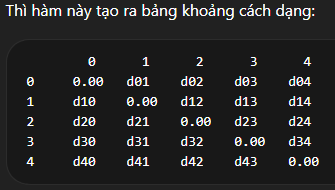 Thì hàm này tạo ra bảng khoảng cách dạng:
0 1 2 3 4
0 0.00 d01 d02 d03 d04
1 d10 0.00 d12 d13 d14
2 d20 d21 0.00 d23 d24
3 d30 d31 d32 0.00 d34
4 d40 d41 d42 d43 0.00